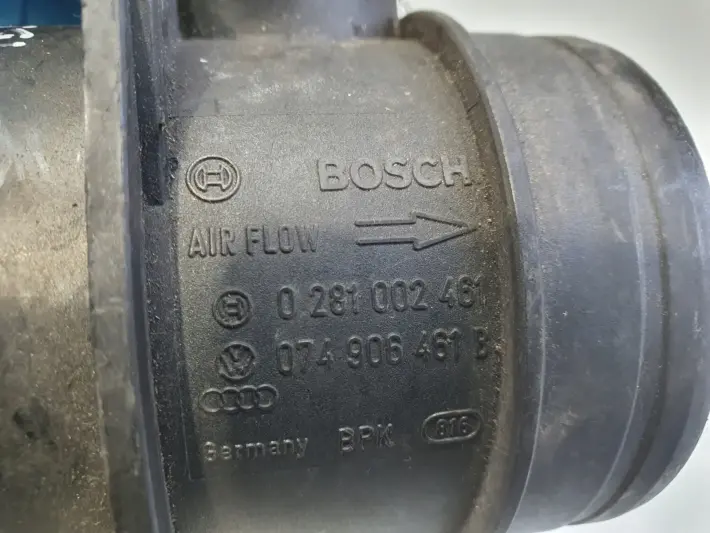 BOSCH
AIR FLOW
0 281 002 461
074 906 461 B
Germany BPK 816